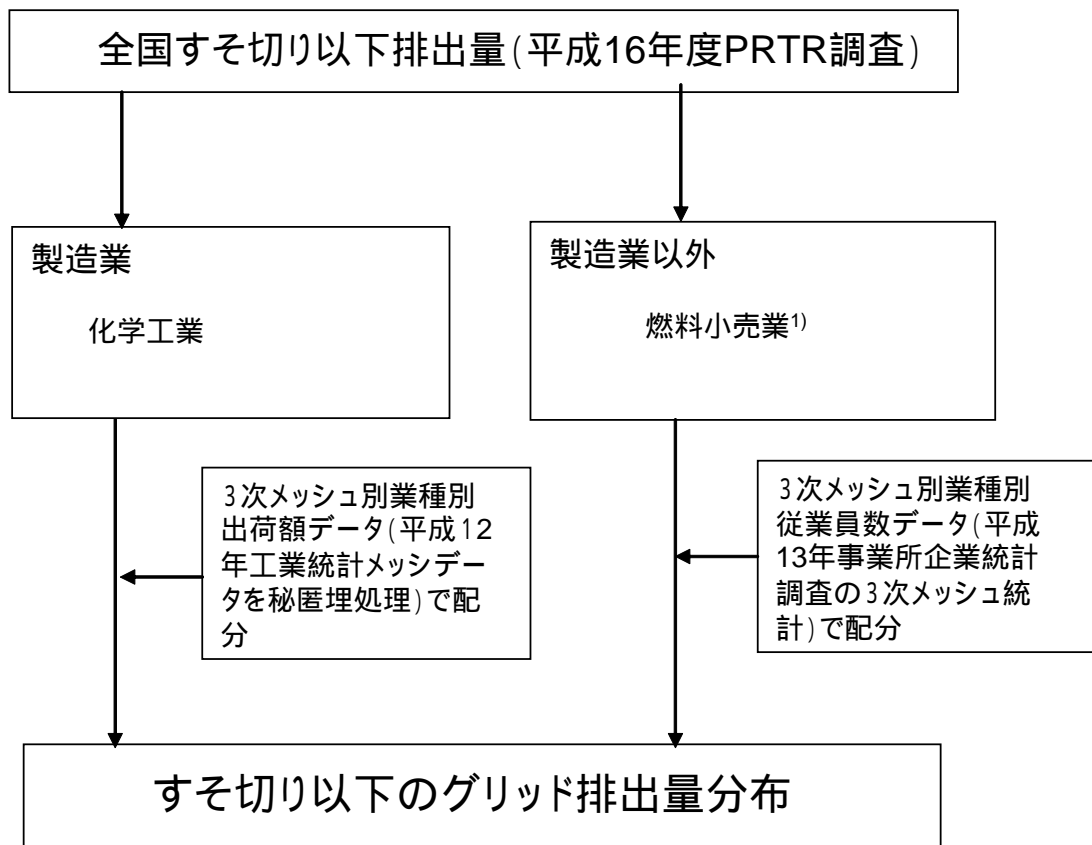 全国すそ切り以下排出量(平成16年度PRTR調査)
製造業
化学工業
製造業以外
燃料小売業1)
3次メッシュ別業種別
出荷額データ(平成12
年工業統計メッシデー
タを秘匿埋処理)で配
分
3次メッシュ別業種別
従業員数データ(平成
13年事業所企業統計
調査の3次メッシュ統
計)で配分
すそ切り以下のグリッド排出量分布